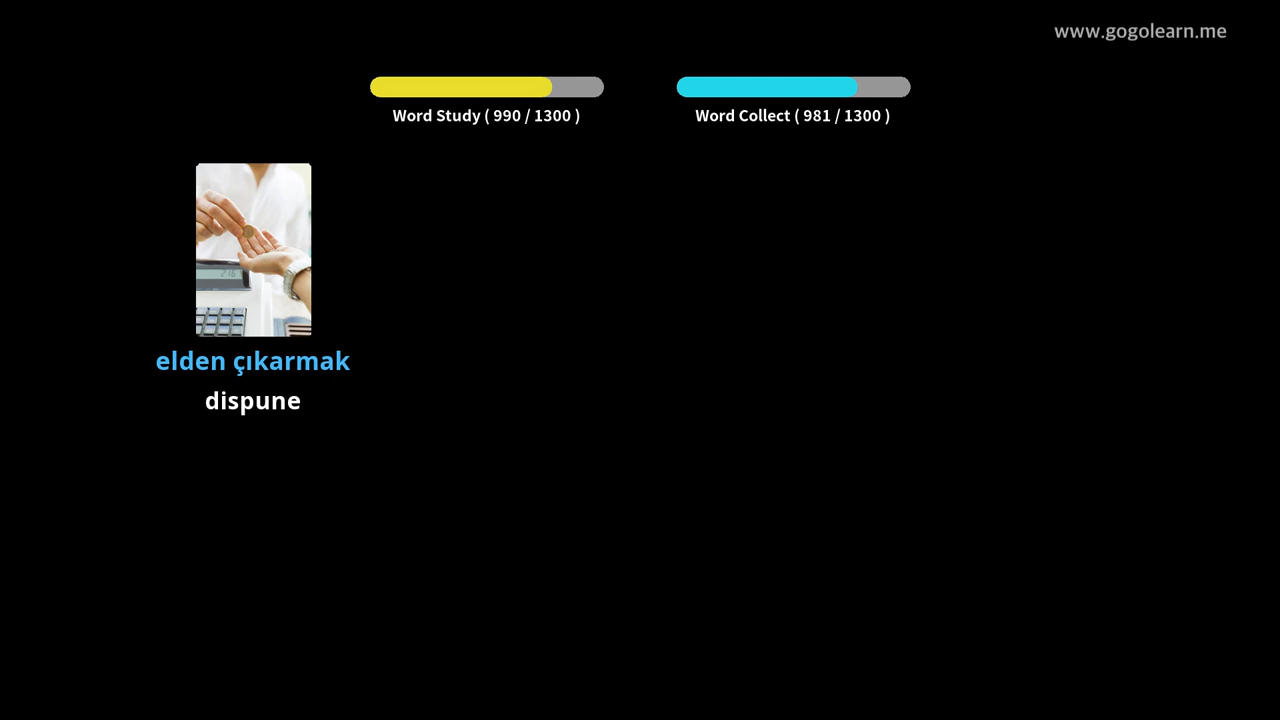 www.gogolearn.me
Word Study ( 990 / 1300 )
Word Collect ( 981 / 1300 )
elden çıkarmak
dispune